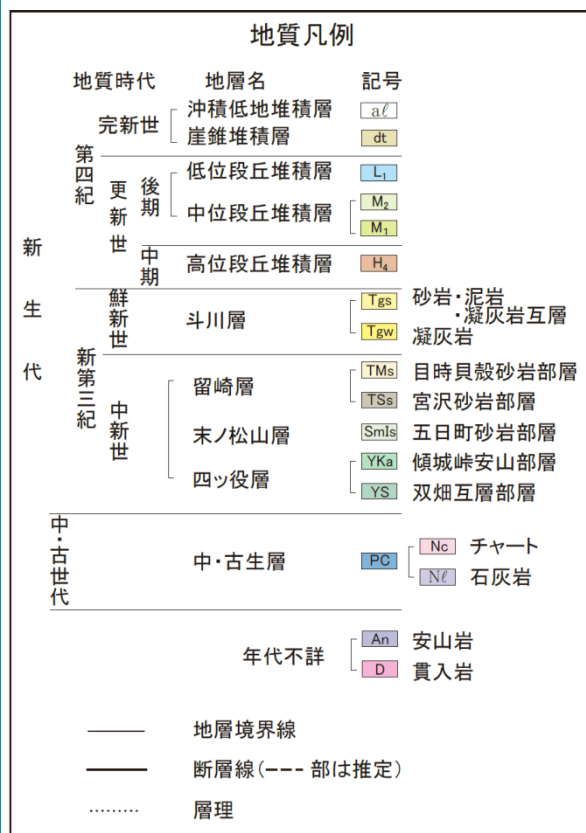 地質凡例
地質時代 地層名 記号
新生代
第四紀
完新世
沖積低地堆積層 aℓ
崖錐堆積層 dt
更新世
後期
低位段丘堆積層 L1
中位段丘堆積層 M2
M1
中期
高位段丘堆積層 H4
新第三紀
鮮新世
斗川層 Tgs 砂岩・泥岩
・凝灰岩互層
Tgw 凝灰岩
中新世
留崎層 TMs 目時貝殻砂岩部層
TSs 宮沢砂岩部層
末ノ松山層 SmIs 五日町砂岩部層
四ッ役層 YKa 傾城峠安山部層
YS 双畑互層部層
中・古世代
中・古生層 PC Nc チャート
Nℓ 石灰岩
年代不詳 An 安山岩
D 貫入岩
地層境界線
断層線(--- 部は推定)
層理